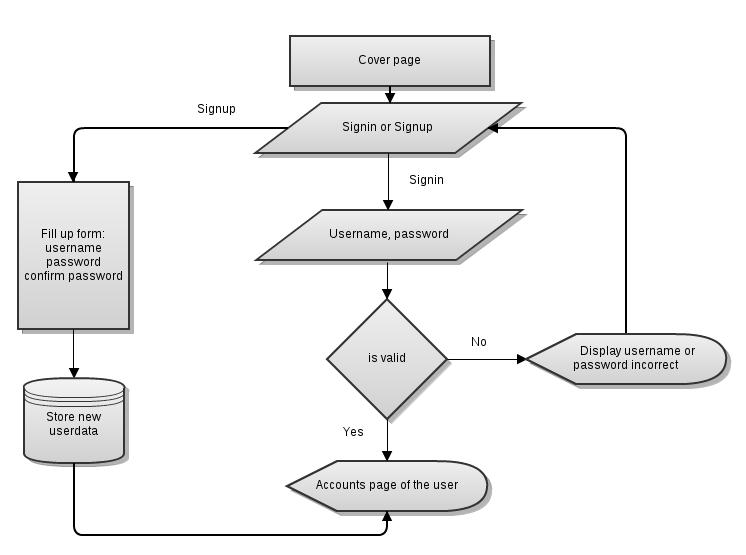 Cover page
Signup
Signin or Signup
Signin
Fill up form:
username
password
confirm password
Username, password
is valid
No
Display username or
password incorrect
Store new
userdata
Yes
Accounts page of the user